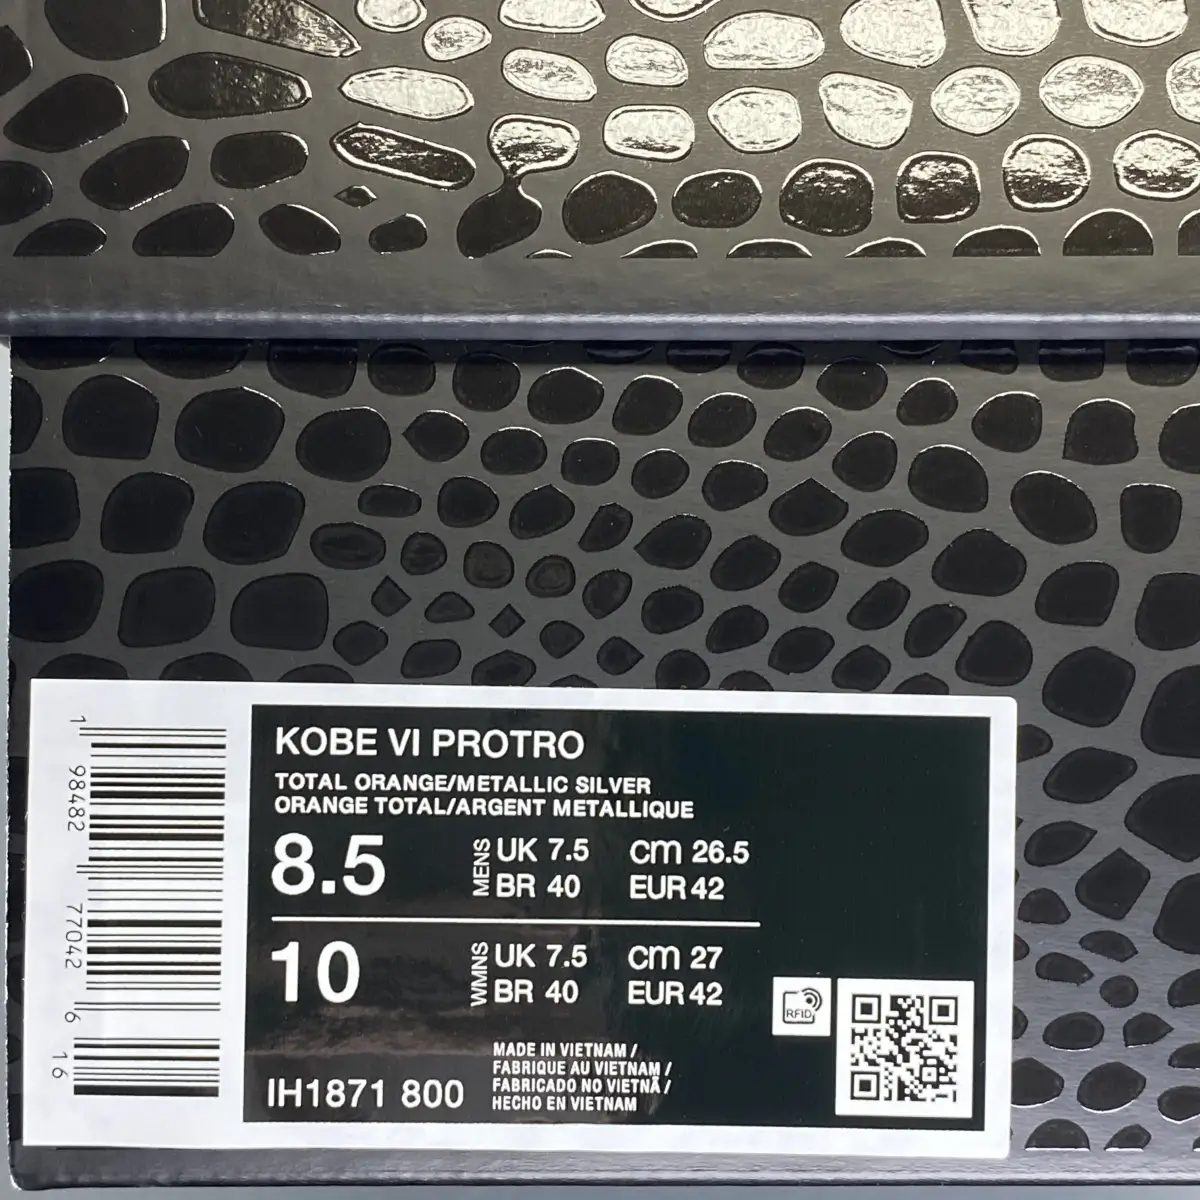 KOBE VI PROTRO
TOTAL ORANGE/METALLIC SILVER
ORANGE TOTAL/ARGENT METALLIQUE
8.5 MENS UK 7.5 CM 26.5
BR 40 EUR 42
10 WMNS UK 7.5 CM 27
BR 40 EUR 42
RFID
IH1871 800
MADE IN VIETNAM /
FABRIQUE AU VIETNAM /
FABRICADO NO VIETNÃ /
HECHO EN VIETNAM
1 98482 77042 6 16